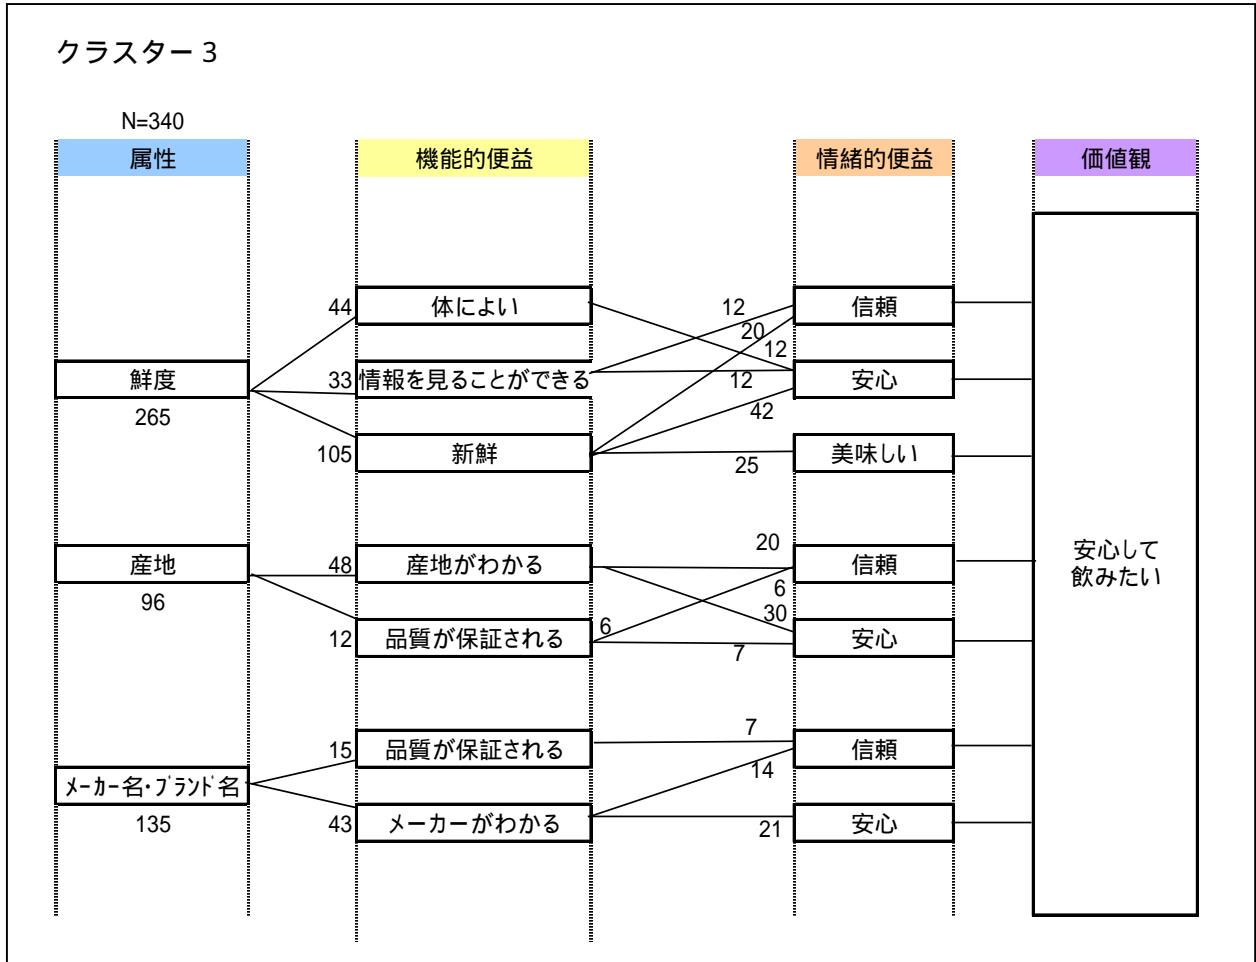 クラスター3
N=340
属性
機能的便益
情緒的便益
価値観
44
体によい
12
信頼
20
12
鮮度
33
情報を見ることができる
12
安心
265
42
105
新鮮
25
美味しい
産地
48
産地がわかる
20
信頼
安心して
飲みたい
96
6
30
12
品質が保証される
6
7
安心
15
品質が保証される
7
信頼
14
メーカー名・ブランド名
135
43
メーカーがわかる
21
安心